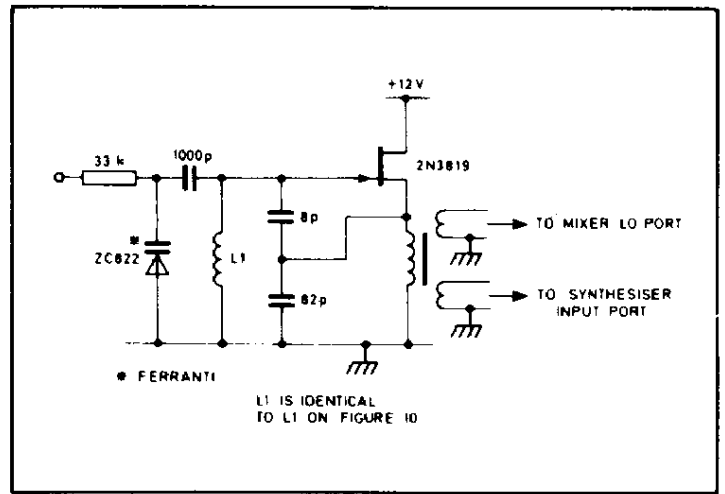 +12V
33k
1000p
2N3819
8p
TO MIXER LO PORT
*
ZC822
L1
82p
TO SYNTHESISER
INPUT PORT
* FERRANTI
L1 IS IDENTICAL
TO L1 ON FIGURE 10